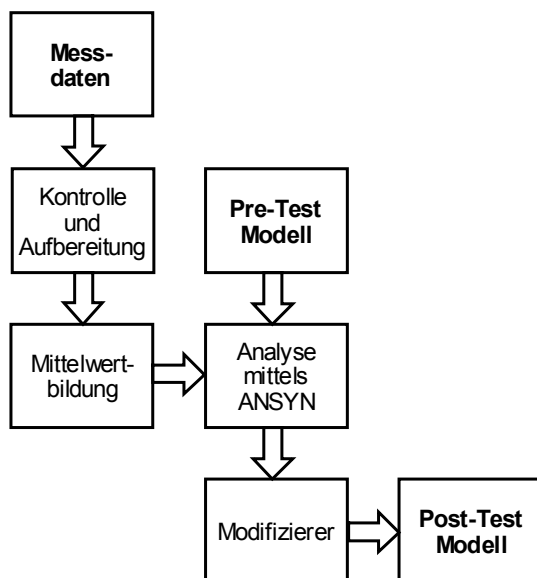 Mess-
daten
Kontrolle
und
Aufbereitung
Pre-Test
Modell
Mittelwert-
bildung
Analyse
mittels
ANSYN
Modifizierer
Post-Test
Modell